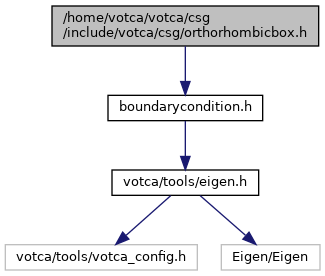 /home/votca/votca/csg
/include/votca/csg/orthorhombicbox.h
boundarycondition.h
votca/tools/eigen.h
votca/tools/votca_config.h
Eigen/Eigen